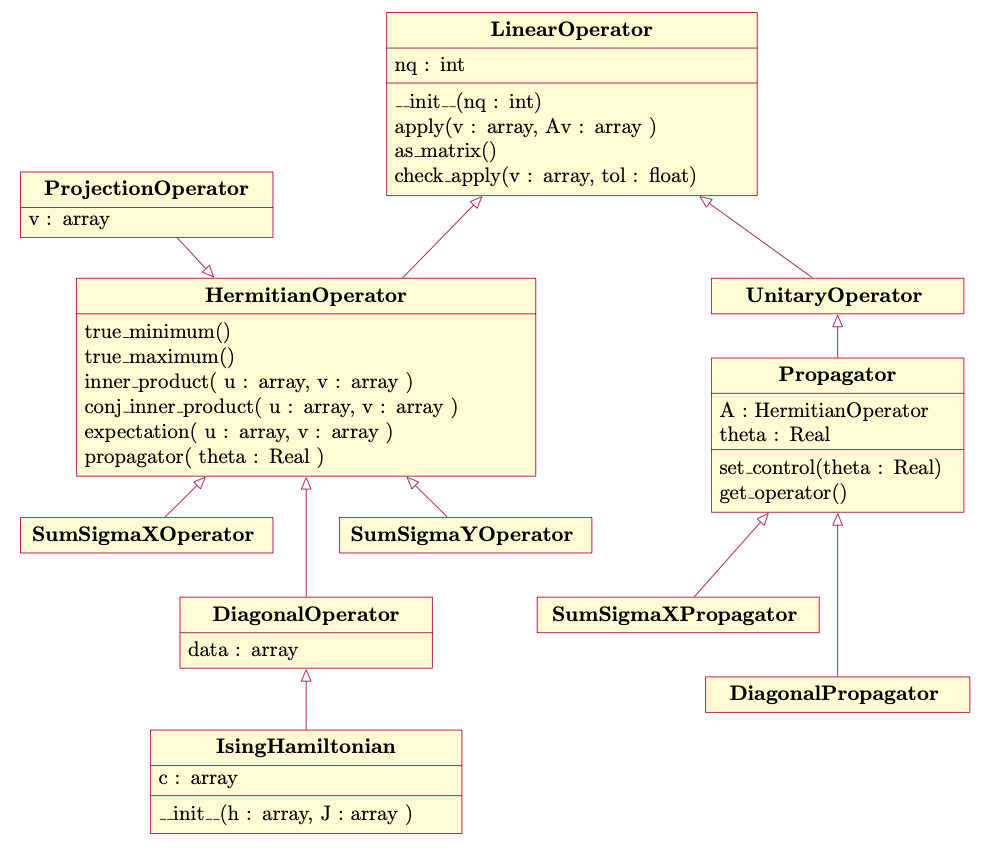 LinearOperator
nq : int
__init__(nq : int)
apply(v : array, Av : array )
as_matrix()
check_apply(v : array, tol : float)
ProjectionOperator
v : array
HermitianOperator
true_minimum()
true_maximum()
inner_product( u : array, v : array )
conj_inner_product( u : array, v : array )
expectation( u : array, v : array )
propagator( theta : Real )
UnitaryOperator
Propagator
A : HermitianOperator
theta : Real
set_control(theta : Real)
get_operator()
SumSigmaXOperator
SumSigmaYOperator
DiagonalOperator
data : array
SumSigmaXPropagator
DiagonalPropagator
IsingHamiltonian
c : array
__init__(h : array, J : array )